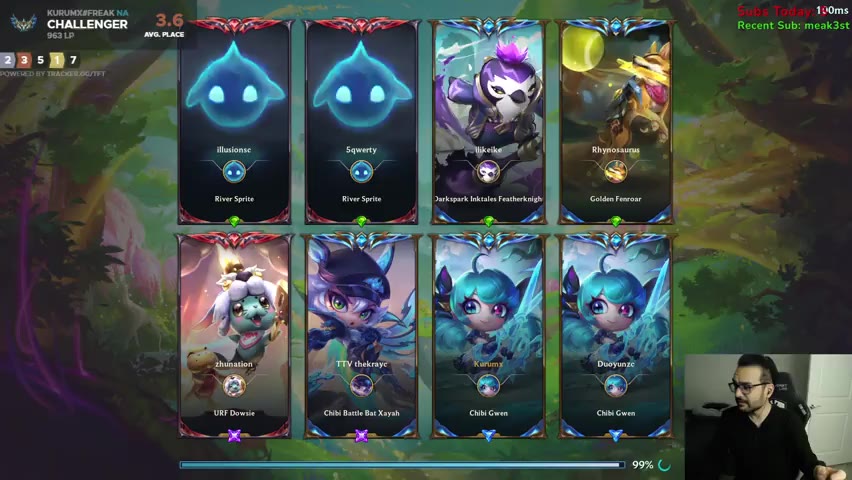 KURUMX#FREAK NA
CHALLENGER
963 LP
3.6
AVG. PLACE
2 3 5 1 7
POWERED BY TRACKER.GG/TFT
Subs Today:
100ms
Recent Sub: meak3st
illusionsc
River Sprite
5qwerty
River Sprite
ilikeike
Darkspark Inktales Featherknigh
Rhynosaurus
Golden Fenroar
zhunation
URF Dowsie
TTV thekrayc
Chibi Battle Bat Xayah
Kurumx
Chibi Gwen
Duoyunzc
Chibi Gwen
99%